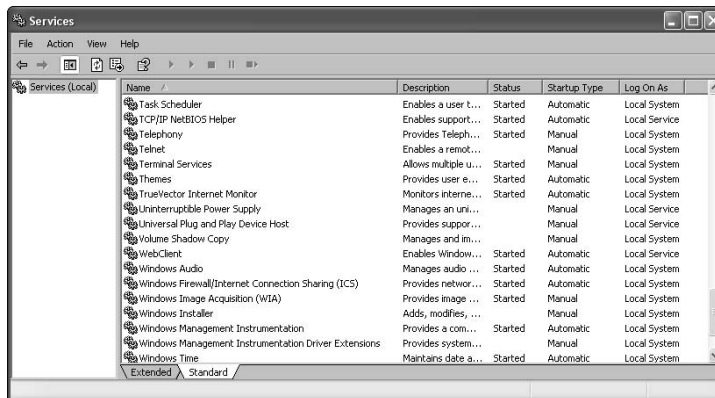 Services
File Action View Help
Services (Local)
Name Description Status Startup Type Log On As
Task Scheduler Enables a user t... Started Automatic Local System
TCP/IP NetBIOS Helper Enables support... Started Automatic Local Service
Telephony Provides Teleph... Started Manual Local System
Telnet Enables a remot... Manual Local System
Terminal Services Allows multiple u... Started Manual Local System
Themes Provides user e... Started Automatic Local System
TrueVector Internet Monitor Monitors interne... Started Automatic Local System
Uninterruptible Power Supply Manages an uni... Manual Local Service
Universal Plug and Play Device Host Provides suppor... Manual Local Service
Volume Shadow Copy Manages and im... Manual Local System
WebClient Enables Window... Started Automatic Local Service
Windows Audio Manages audio ... Started Automatic Local System
Windows Firewall/Internet Connection Sharing (ICS) Provides networ... Started Automatic Local System
Windows Image Acquisition (WIA) Provides image ... Started Manual Local System
Windows Installer Adds, modifies, ... Manual Local System
Windows Management Instrumentation Provides a com... Started Automatic Local System
Windows Management Instrumentation Driver Extensions Provides system... Manual Local System
Windows Time Maintains date a... Started Automatic Local System
Extended Standard